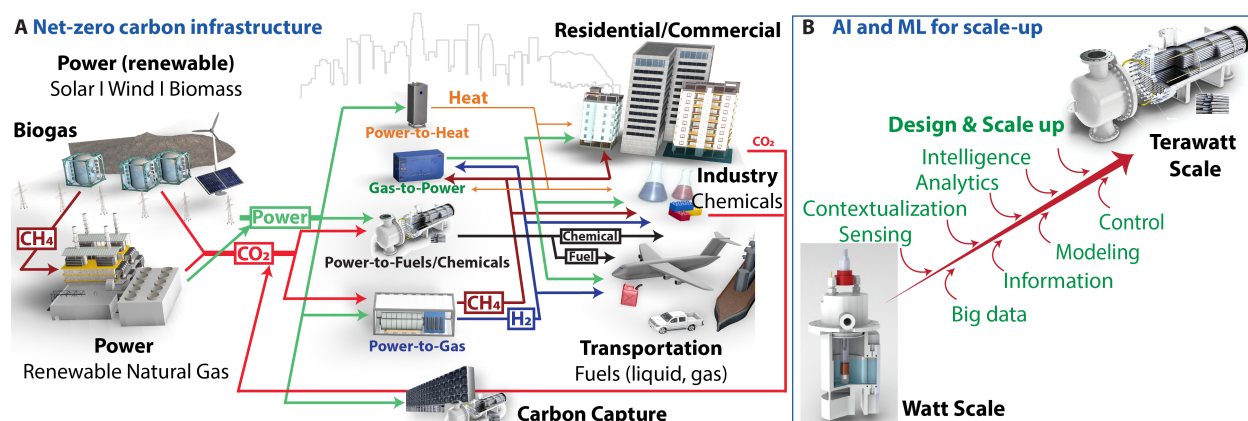 A Net-zero carbon infrastructure
Power (renewable)
Solar I Wind I Biomass
Biogas
CH₄
Power
Renewable Natural Gas
Power
CO₂
Heat
Power-to-Heat
Gas-to-Power
Power-to-Fuels/Chemicals
Chemical
Fuel
CH₄
H₂
Power-to-Gas
Carbon Capture
Residential/Commercial
CO₂
Industry
Chemicals
Transportation
Fuels (liquid, gas)
B AI and ML for scale-up
Design & Scale up
Terawatt
Scale
Intelligence
Analytics
Contextualization
Sensing
Control
Modeling
Information
Big data
Watt Scale